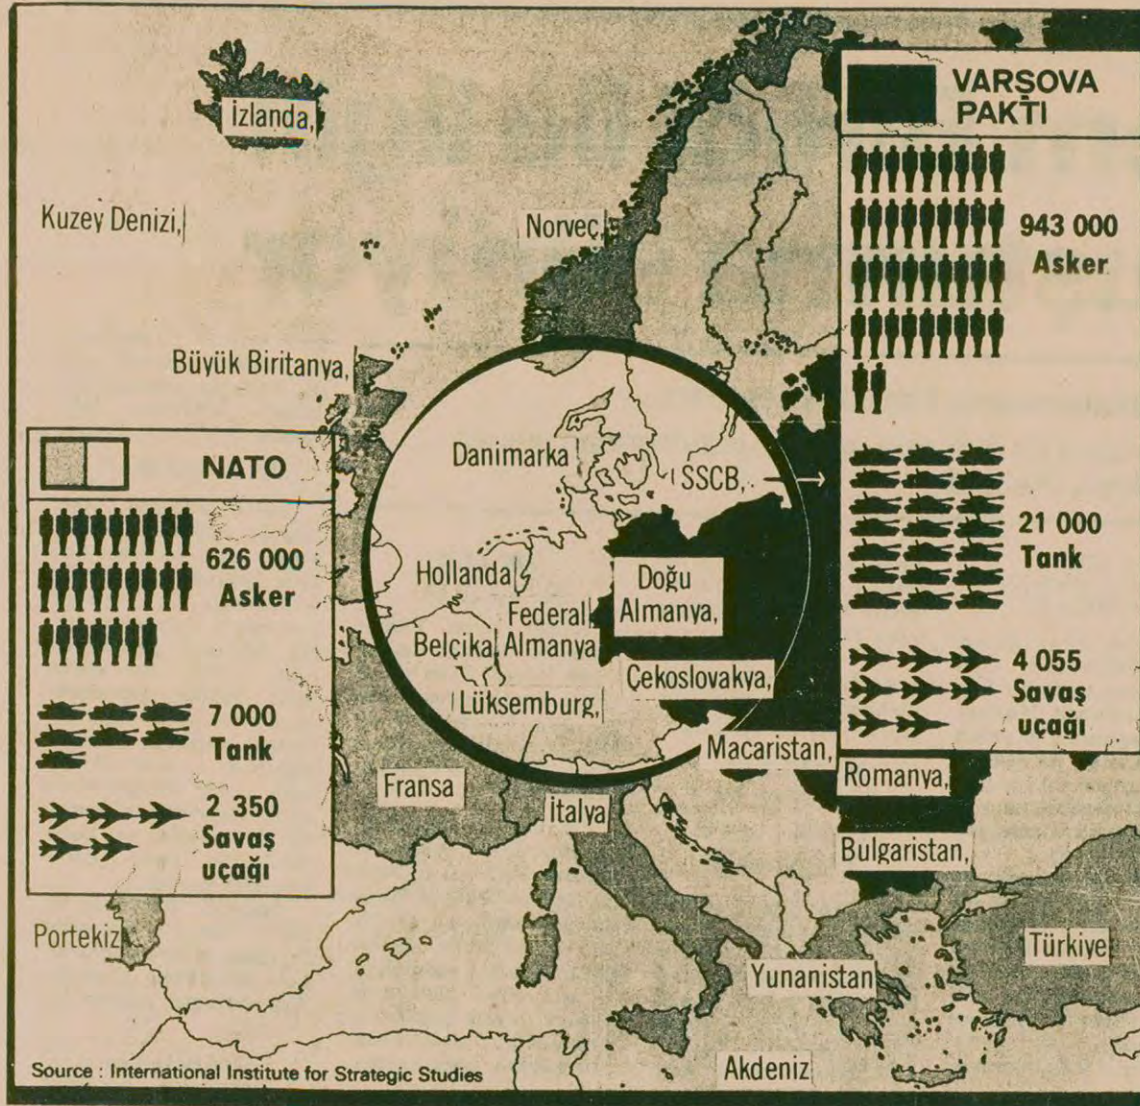 VARŞOVA
PAKTI
943 000
Asker
21 000
Tank
4 055
Savaş
uçağı
İzlanda,
Kuzey Denizi,
Norveç,
Büyük Biritanya,
NATO
626 000
Asker
7 000
Tank
2 350
Savaş
uçağı
Danimarka
SSCB,
Hollanda
Doğu
Almanya,
Federal
Almanya
Belçika
Çekoslovakya,
Lüksemburg,
Macaristan,
Romanya,
Fransa
İtalya
Bulgaristan,
Portekiz
Türkiye
Yunanistan
Akdeniz
Source : International Institute for Strategic Studies